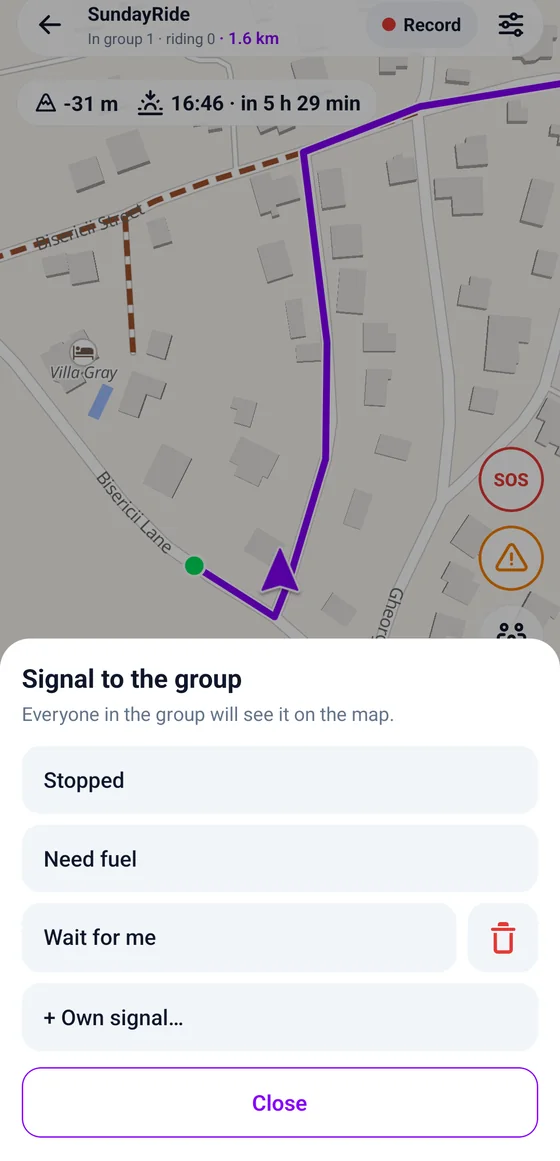 SundayRide
In group 1 · riding 0 · 1.6 km
Record
-31 m
16:46 · in 5 h 29 min
Bisericii Street
Villa Gray
Bisericii Lane
SOS
Gheorg
Signal to the group
Everyone in the group will see it on the map.
Stopped
Need fuel
Wait for me
+ Own signal…
Close